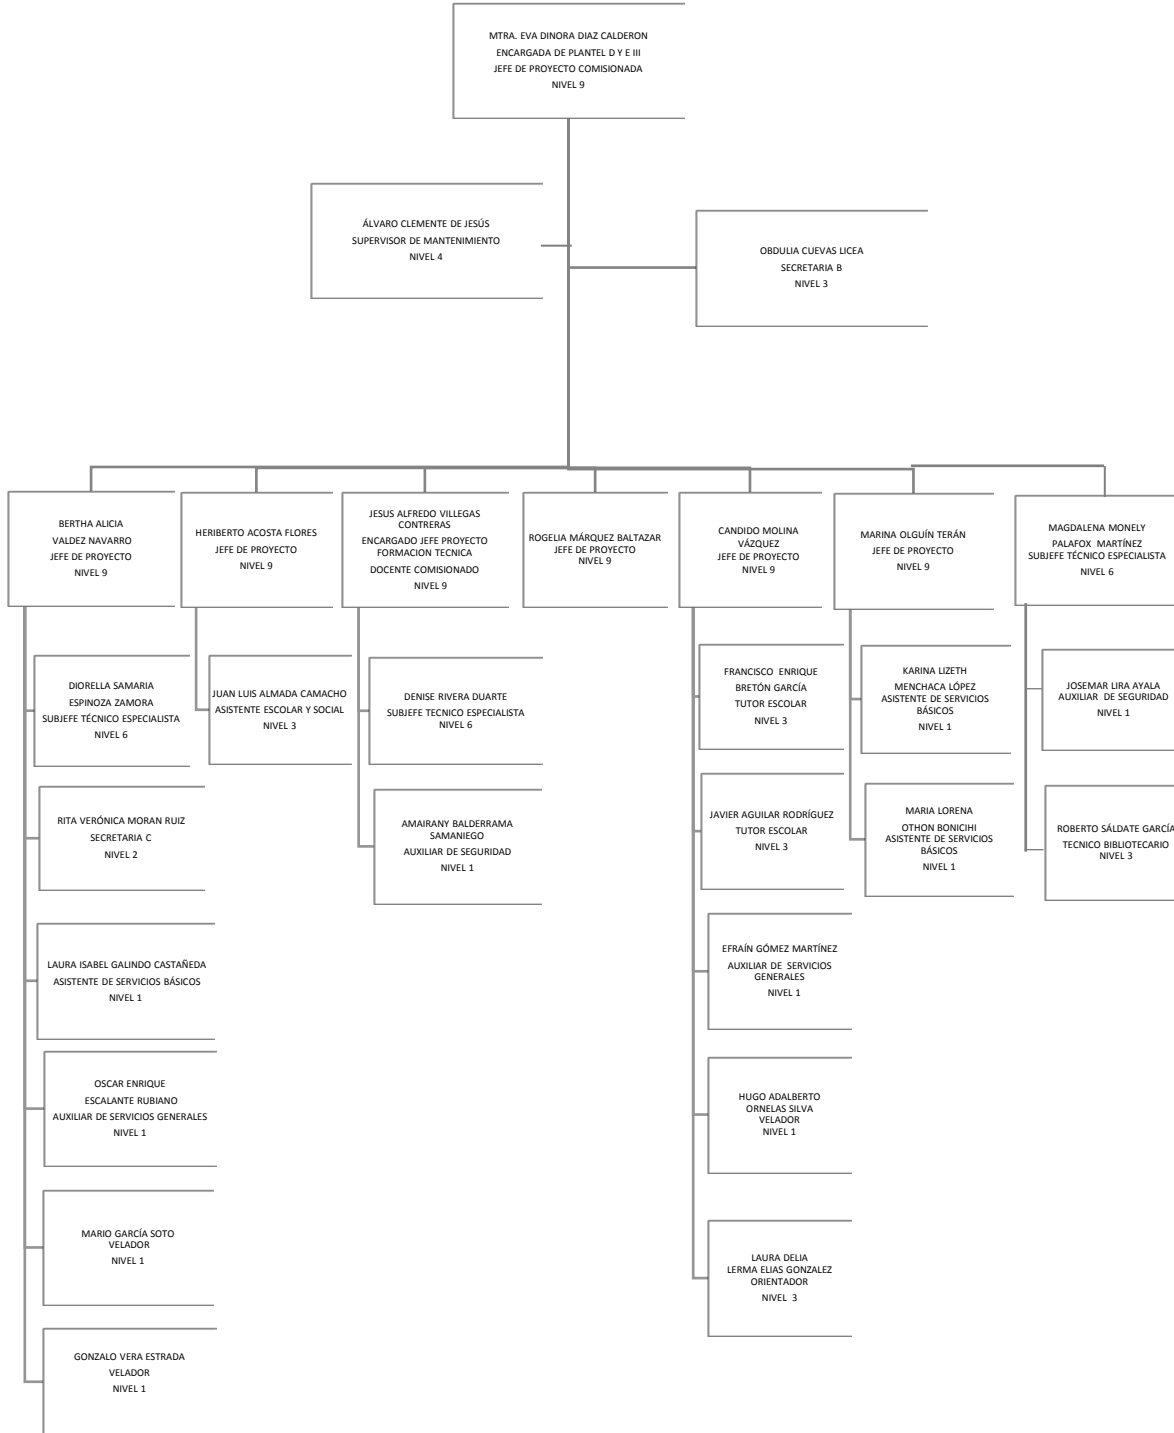 MTRA. EVA DINORA DIAZ CALDERON
ENCARGADA DE PLANTEL D Y E III
JEFE DE PROYECTO COMISIONADA
NIVEL 9
ÁLVARO CLEMENTE DE JESÚS
SUPERVISOR DE MANTENIMIENTO
NIVEL 4
OBDULIA CUEVAS LICEA
SECRETARIA B
NIVEL 3
BERTHA ALICIA
VALDEZ NAVARRO
JEFE DE PROYECTO
NIVEL 9
HERIBERTO ACOSTA FLORES
JEFE DE PROYECTO
NIVEL 9
JESUS ALFREDO VILLEGAS
CONTRERAS
ENCARGADO JEFE PROYECTO
FORMACION TECNICA
DOCENTE COMISIONADO
NIVEL 9
ROGELIA MÁRQUEZ BALTAZAR
JEFE DE PROYECTO
NIVEL 9
CANDIDO MOLINA
VÁZQUEZ
JEFE DE PROYECTO
NIVEL 9
MARINA OLGUÍN TERÁN
JEFE DE PROYECTO
NIVEL 9
MAGDALENA MONELY
PALAFOX MARTÍNEZ
SUBJEFE TÉCNICO ESPECIALISTA
NIVEL 6
DIORELLA SAMARIA
ESPINOZA ZAMORA
SUBJEFE TÉCNICO ESPECIALISTA
NIVEL 6
JUAN LUIS ALMADA CAMACHO
ASISTENTE ESCOLAR Y SOCIAL
NIVEL 3
DENISE RIVERA DUARTE
SUBJEFE TECNICO ESPECIALISTA
NIVEL 6
FRANCISCO ENRIQUE
BRETÓN GARCÍA
TUTOR ESCOLAR
NIVEL 3
KARINA LIZETH
MENCHACA LÓPEZ
ASISTENTE DE SERVICIOS
BÁSICOS
NIVEL 1
JOSEMAR LIRA AYALA
AUXILIAR DE SEGURIDAD
NIVEL 1
RITA VERÓNICA MORAN RUIZ
SECRETARIA C
NIVEL 2
AMAIRANY BALDERRAMA
SAMANIEGO
AUXILIAR DE SEGURIDAD
NIVEL 1
JAVIER AGUILAR RODRÍGUEZ
TUTOR ESCOLAR
NIVEL 3
MARIA LORENA
OTHON BONICIHI
ASISTENTE DE SERVICIOS
BÁSICOS
NIVEL 1
ROBERTO SÁLDATE GARCÍA
TECNICO BIBLIOTECARIO
NIVEL 3
LAURA ISABEL GALINDO CASTAÑEDA
ASISTENTE DE SERVICIOS BÁSICOS
NIVEL 1
EFRAÍN GÓMEZ MARTÍNEZ
AUXILIAR DE SERVICIOS
GENERALES
NIVEL 1
OSCAR ENRIQUE
ESCALANTE RUBIANO
AUXILIAR DE SERVICIOS GENERALES
NIVEL 1
HUGO ADALBERTO
ORNELAS SILVA
VELADOR
NIVEL 1
MARIO GARCÍA SOTO
VELADOR
NIVEL 1
LAURA DELIA
LERMA ELIAS GONZALEZ
ORIENTADOR
NIVEL 3
GONZALO VERA ESTRADA
VELADOR
NIVEL 1